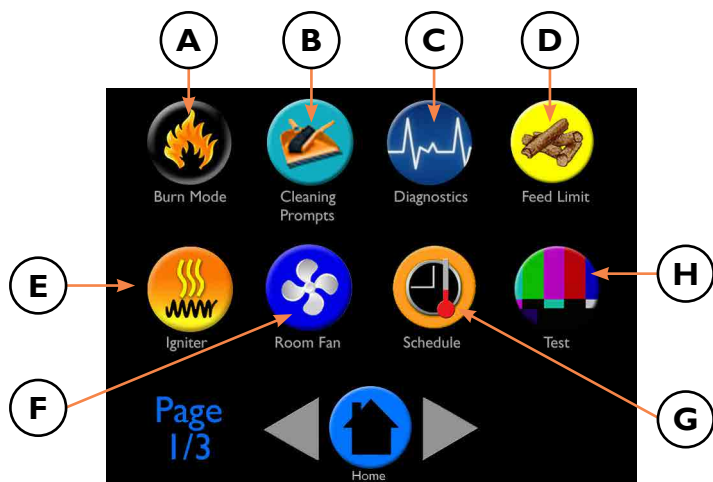 A
B
C
D
Burn Mode
Cleaning
Prompts
Diagnostics
Feed Limit
E
H
Igniter
Room Fan
Schedule
Test
F
G
Page
1/3
Home